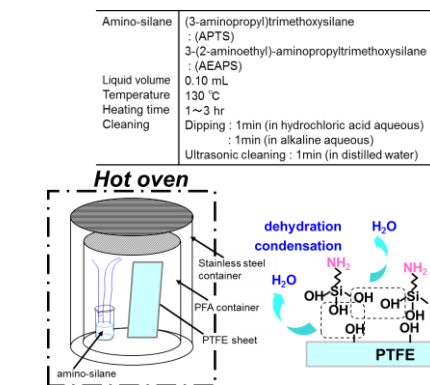 Amino-silane (3-aminopropyl)trimethoxysilane
: (APTS)
3-(2-aminoethyl)-aminopropyltrimethoxysilane
: (AEAPS)
Liquid volume 0.10 mL
Temperature 130 ℃
Heating time 1~3 hr
Cleaning Dipping : 1min (in hydrochloric acid aqueous)
: 1min (in alkaline aqueous)
Ultrasonic cleaning : 1min (in distilled water)
Hot oven
Stainless steel
container
PFA container
PTFE sheet
amino-silane
dehydration
condensation
H₂O
H₂O
NH₂
NH₂
OH Si OH
OH
OH
OH Si
OH
OH
PTFE